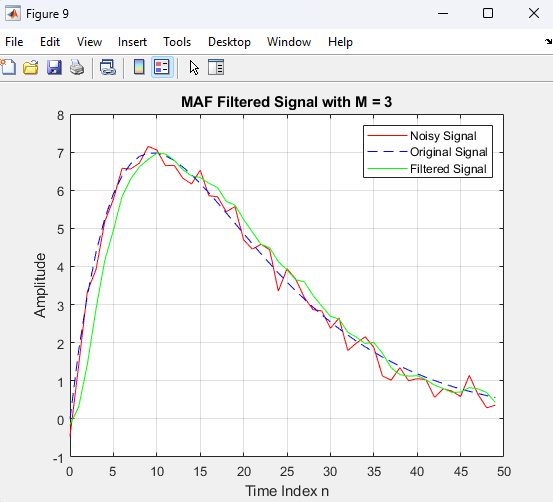 Figure 9
File Edit View Insert Tools Desktop Window Help
MAF Filtered Signal with M = 3
8
7
6
5
4
3
2
1
0
-1
Amplitude
Noisy Signal
Original Signal
Filtered Signal
0 5 10 15 20 25 30 35 40 45 50
Time Index n